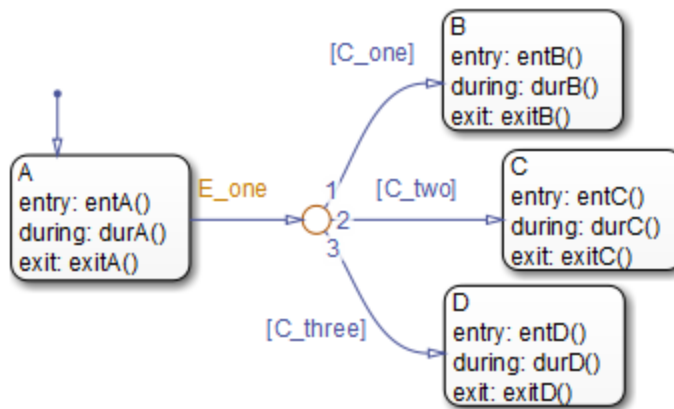 B
entry: entB()
during: durB()
exit: exitB()
[C_one]
A
entry: entA()
during: durA()
exit: exitA()
E_one
1
2
3
[C_two]
C
entry: entC()
during: durC()
exit: exitC()
[C_three]
D
entry: entD()
during: durD()
exit: exitD()